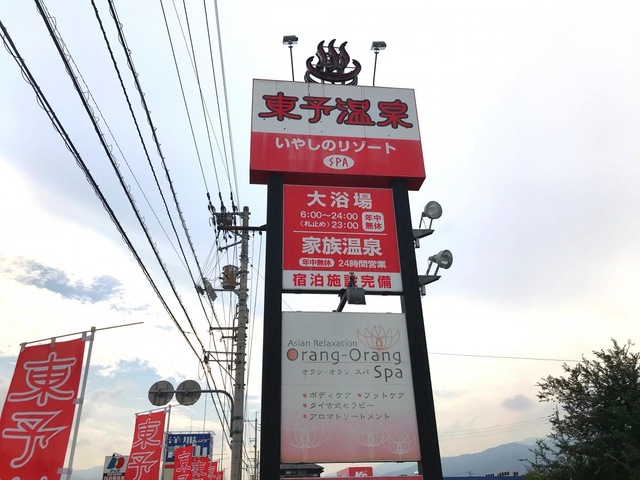 東予温泉
いやしのリゾート
SPA
大浴場
6:00〜24:00
(札止め)23:00
年中
無休
家族温泉
年中無休 24時間営業
宿泊施設完備
Asian Relaxation
Orang-Orang
Spa
オラン・オラン スパ
ボディケア フットケア
タイ古式セラピー
アロマトリートメント
東予
東予